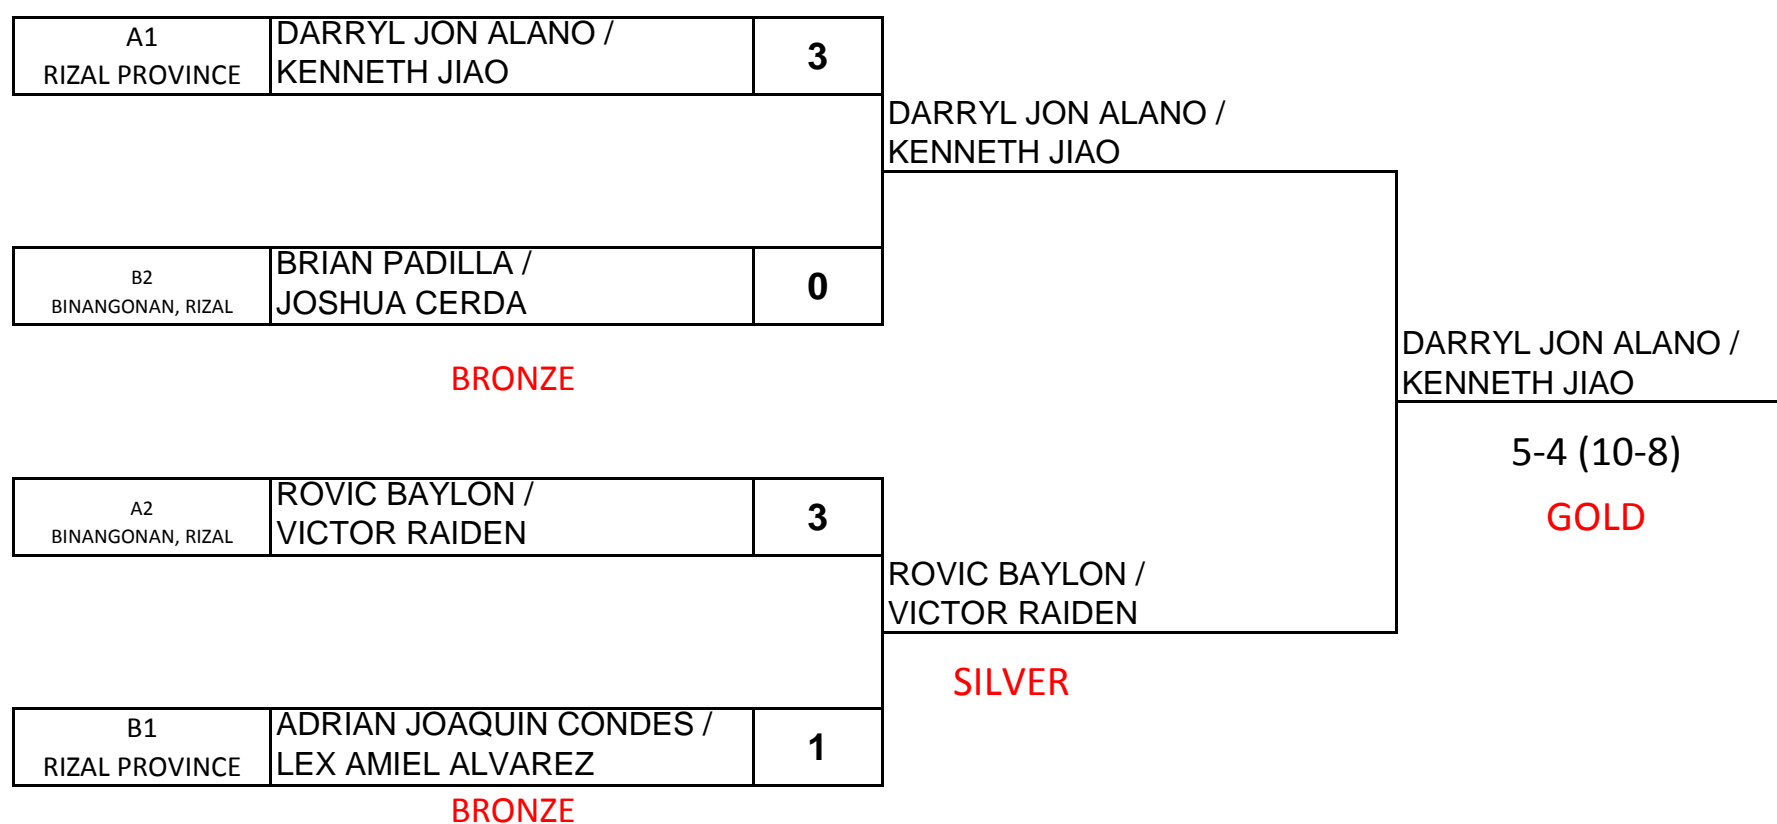 A1
RIZAL PROVINCE
DARRYL JON ALANO /
KENNETH JIAO
3
DARRYL JON ALANO /
KENNETH JIAO
B2
BINANGONAN, RIZAL
BRIAN PADILLA /
JOSHUA CERDA
0
BRONZE
DARRYL JON ALANO /
KENNETH JIAO
5-4 (10-8)
GOLD
A2
BINANGONAN, RIZAL
ROVIC BAYLON /
VICTOR RAIDEN
3
ROVIC BAYLON /
VICTOR RAIDEN
SILVER
B1
RIZAL PROVINCE
ADRIAN JOAQUIN CONDES /
LEX AMIEL ALVAREZ
1
BRONZE